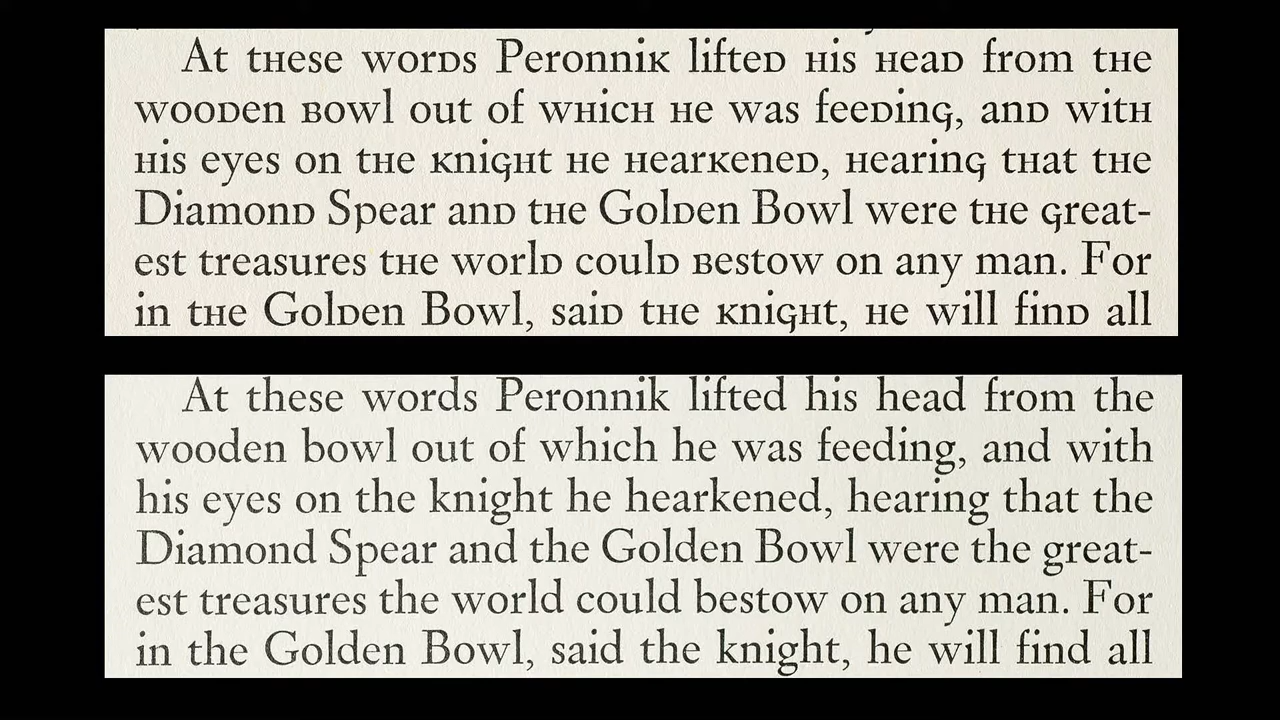 At these words Peronnik lifted his head from the
wooden bowl out of which he was feeding, and with
his eyes on the knight he hearkened, hearing that the
Diamond Spear and the Golden Bowl were the great-
est treasures the world could bestow on any man. For
in the Golden Bowl, said the knight, he will find all
At these words Peronnik lifted his head from the
wooden bowl out of which he was feeding, and with
his eyes on the knight he hearkened, hearing that the
Diamond Spear and the Golden Bowl were the great-
est treasures the world could bestow on any man. For
in the Golden Bowl, said the knight, he will find all